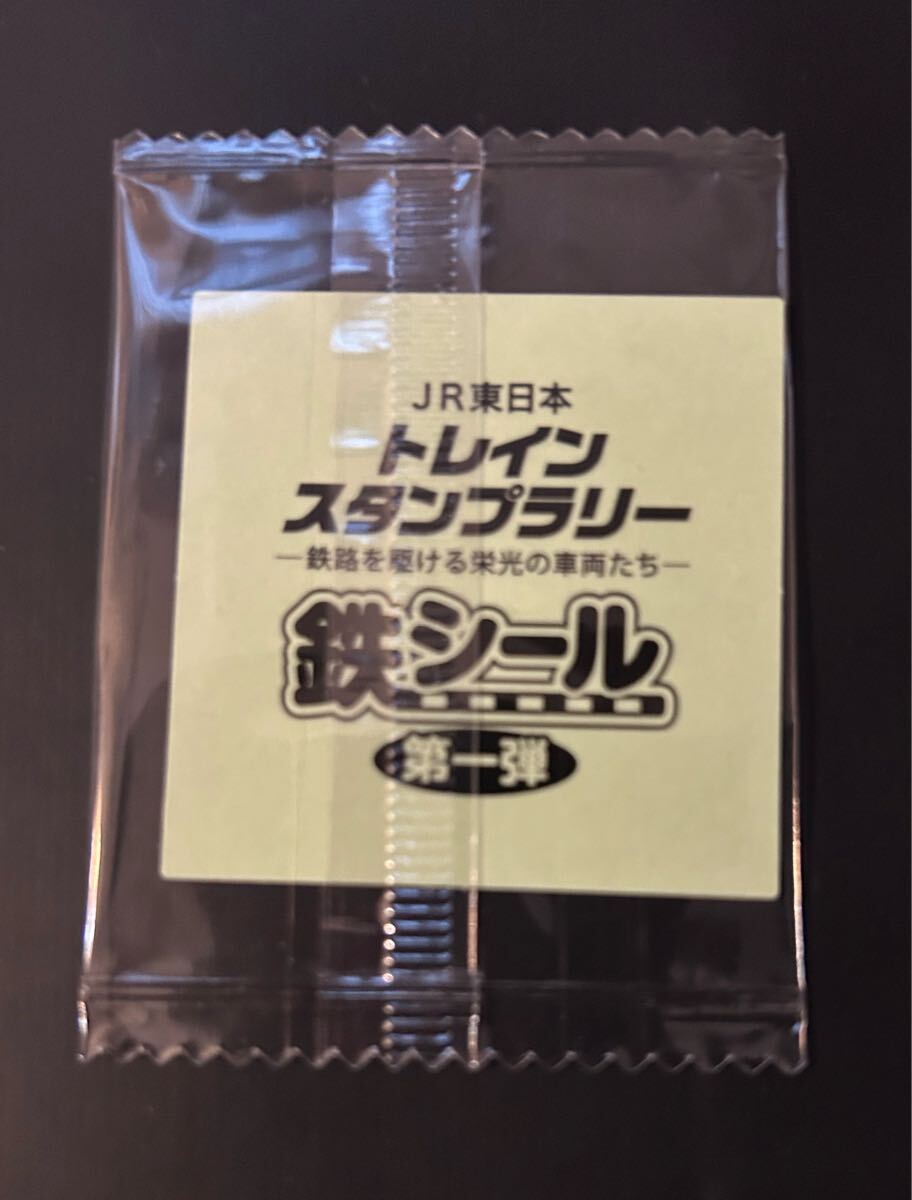 JR東日本
トレイン
スタンプラリー
―鉄路を駆ける栄光の車両たち―
鉄シール
第一弾